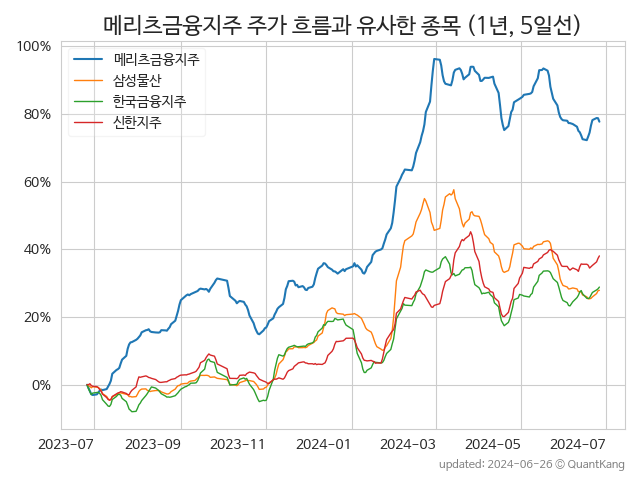 메리츠금융지주 주가 흐름과 유사한 종목 (1년, 5일선)
100%
80%
60%
40%
20%
0%
메리츠금융지주
삼성물산
한국금융지주
신한지주
2023-07 2023-09 2023-11 2024-01 2024-03 2024-05 2024-07
updated: 2024-06-26 © QuantKang